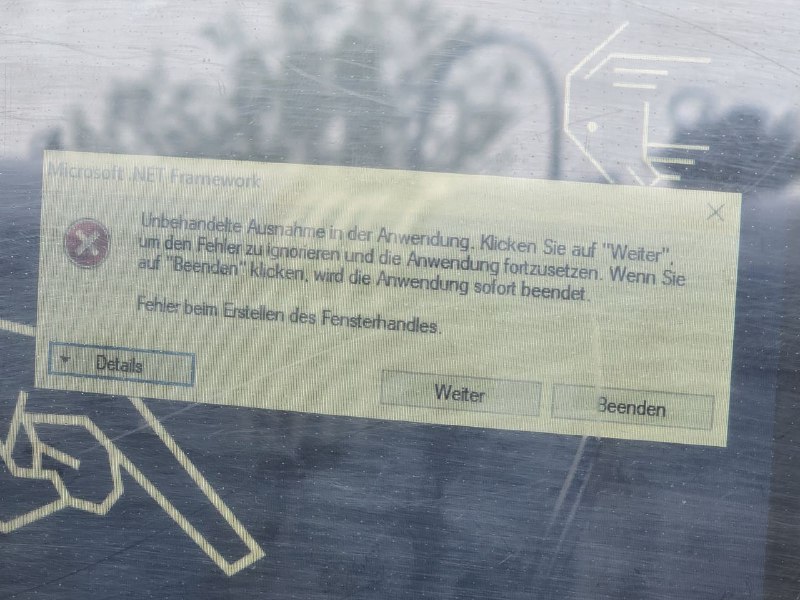 Microsoft .NET Framework
Unbehandelte Ausnahme in der Anwendung. Klicken Sie auf "Weiter",
um den Fehler zu ignorieren und die Anwendung fortzusetzen. Wenn Sie
auf "Beenden" klicken, wird die Anwendung sofort beendet.
Fehler beim Erstellen des Fensterhandles.
Details
Weiter
Beenden